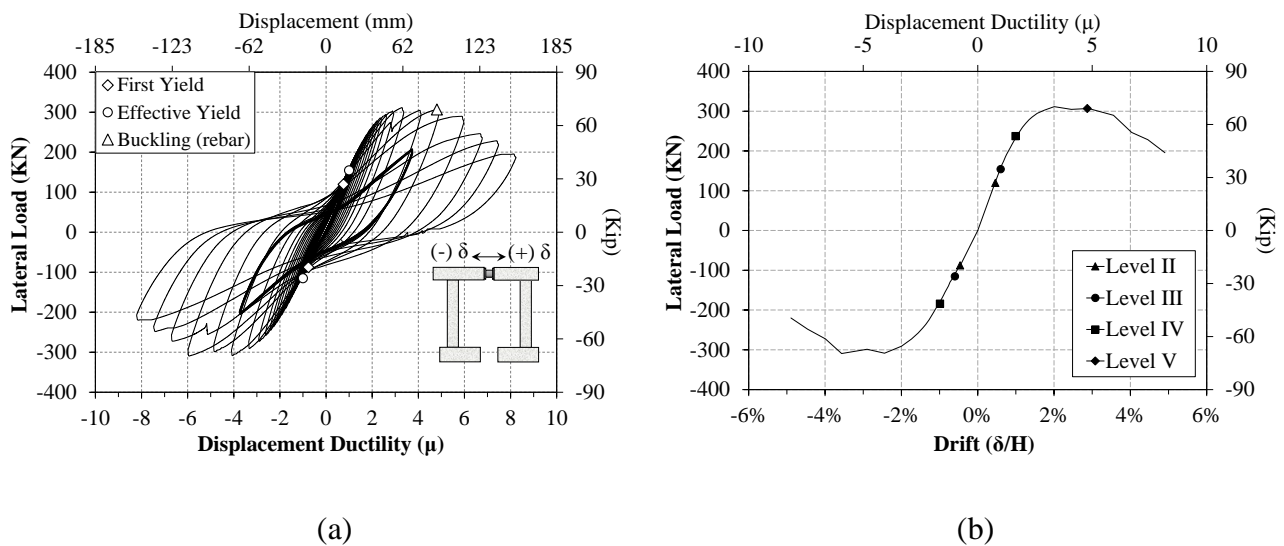 Displacement (mm)
-185 -123 -62 0 62 123 185
400 300 200 100 0 -100 -200 -300 -400
Lateral Load (KN)
First Yield
Effective Yield
Buckling (rebar)
(-) δ (+) δ
90 60 30 0 -30 -60 -90
(Kip)
-10 -8 -6 -4 -2 0 2 4 6 8 10
Displacement Ductility (μ)
(a)
Displacement Ductility (μ)
-10 -5 0 5 10
400 300 200 100 0 -100 -200 -300 -400
Lateral Load (KN)
Level II
Level III
Level IV
Level V
90 60 30 0 -30 -60 -90
(Kip)
-6% -4% -2% 0% 2% 4% 6%
Drift (δ/H)
(b)